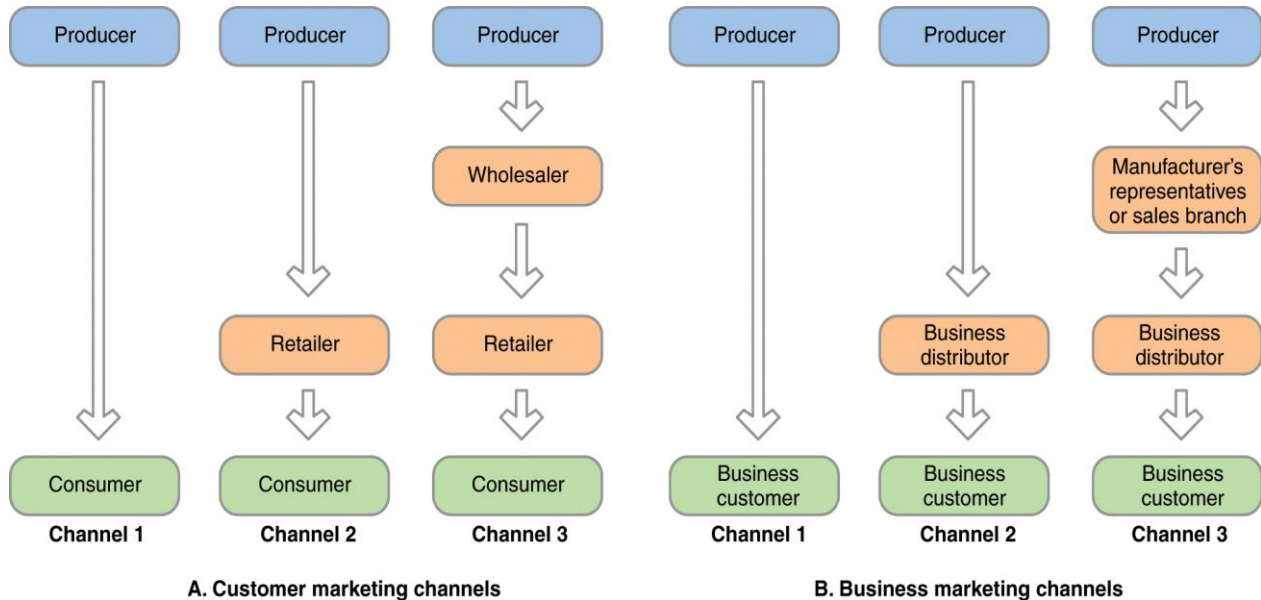 Producer
Producer
Producer
Producer
Producer
Producer
Wholesaler
Manufacturer's
representatives
or sales branch
Retailer
Retailer
Business
distributor
Business
distributor
Consumer
Consumer
Consumer
Business
customer
Business
customer
Business
customer
Channel 1
Channel 2
Channel 3
Channel 1
Channel 2
Channel 3
A. Customer marketing channels
B. Business marketing channels